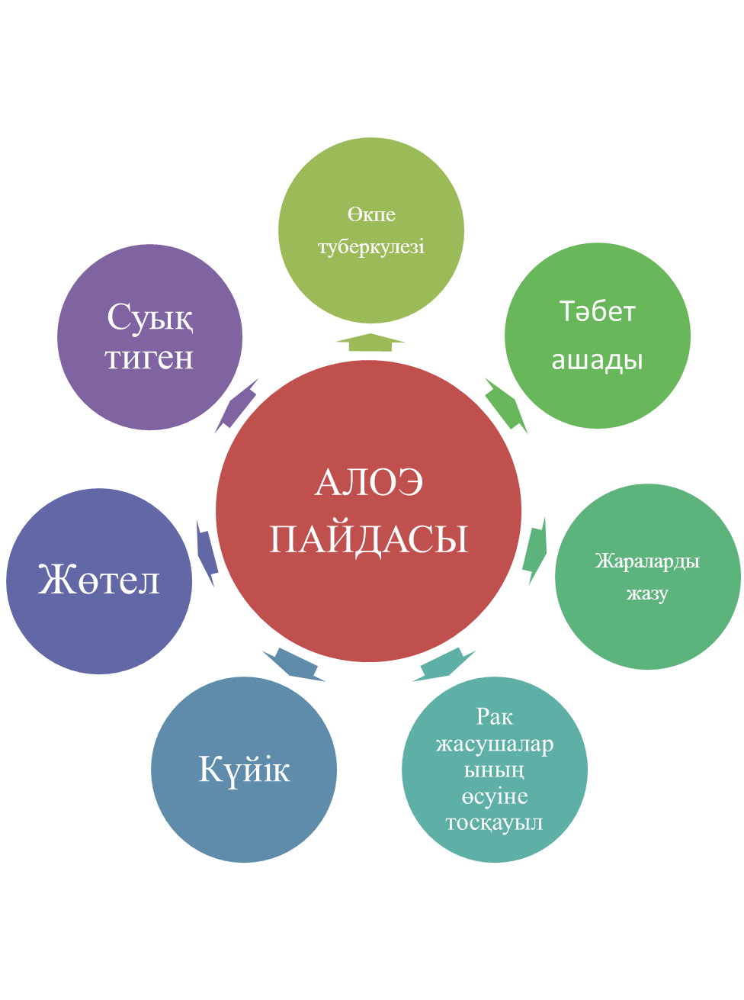 Өкпе
туберкулезі
Тәбет
ашады
Суық
тиген
АЛОЭ
ПАЙДАСЫ
Жараларды
жазу
Жөтел
Рак
жасушалар
ының
өсуіне
тосқауыл
Күйік